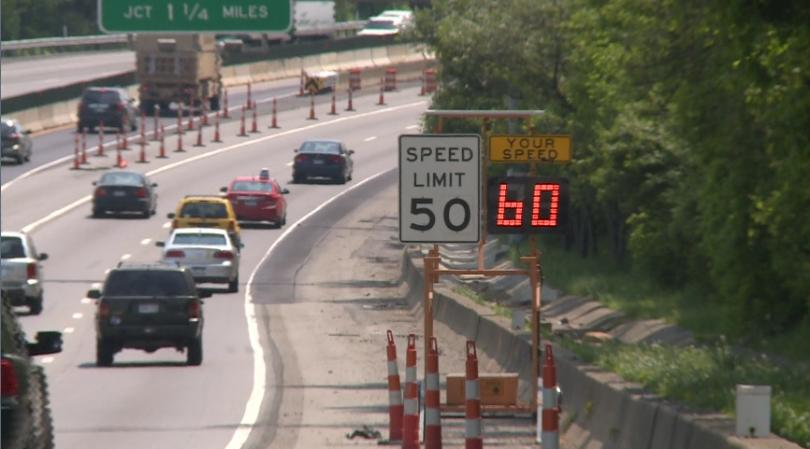 JCT 1 1/4 MILES
SPEED
LIMIT
50
YOUR
SPEED
60